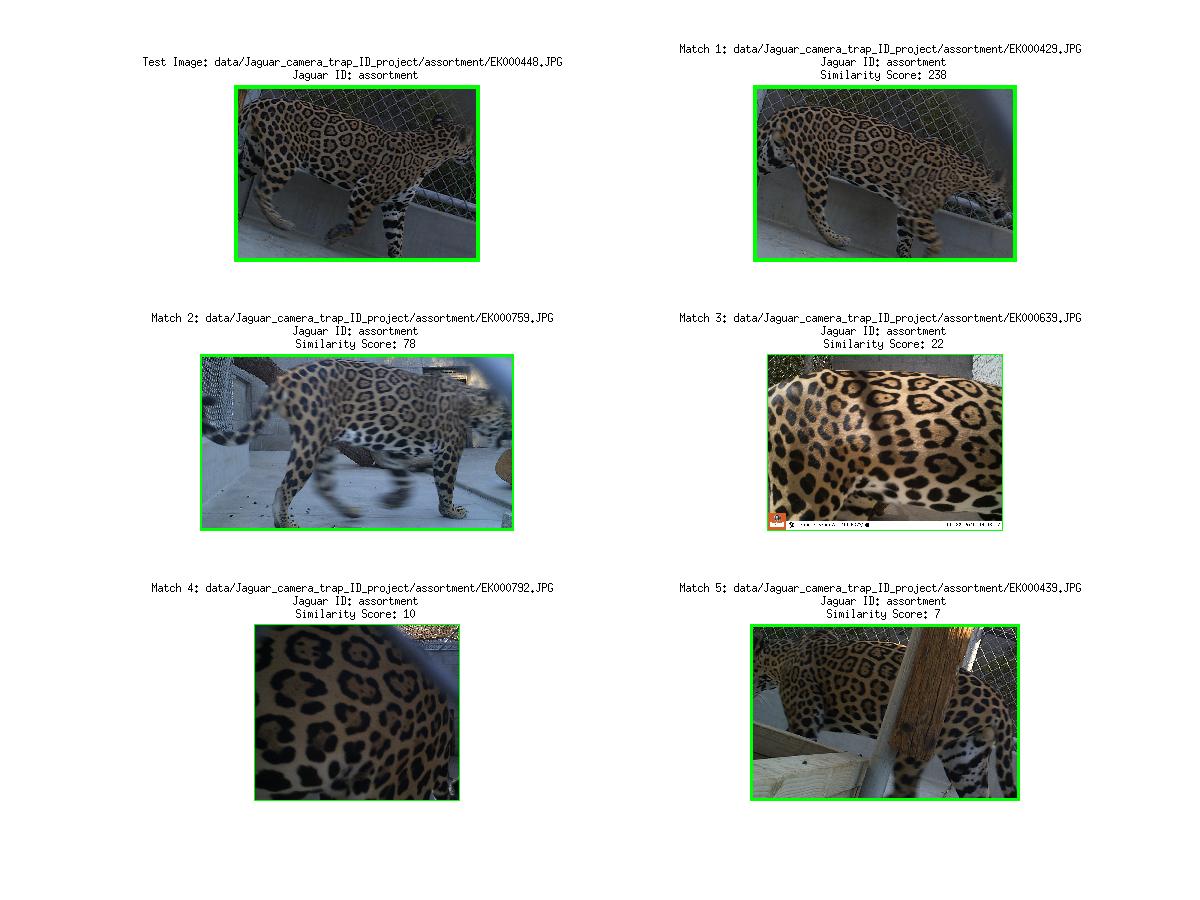 Test Image: data/Jaguar_camera_trap_ID_project/assortment/EK000448.JPG
Jaguar ID: assortment
Match 1: data/Jaguar_camera_trap_ID_project/assortment/EK000429.JPG
Jaguar ID: assortment
Similarity Score: 238
Match 2: data/Jaguar_camera_trap_ID_project/assortment/EK000759.JPG
Jaguar ID: assortment
Similarity Score: 78
Match 3: data/Jaguar_camera_trap_ID_project/assortment/EK000639.JPG
Jaguar ID: assortment
Similarity Score: 22
Match 4: data/Jaguar_camera_trap_ID_project/assortment/EK000792.JPG
Jaguar ID: assortment
Similarity Score: 10
Match 5: data/Jaguar_camera_trap_ID_project/assortment/EK000439.JPG
Jaguar ID: assortment
Similarity Score: 7